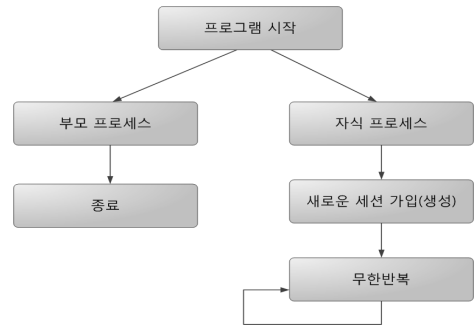 프로그램 시작
부모 프로세스
자식 프로세스
종료
새로운 세션 가입(생성)
무한반복